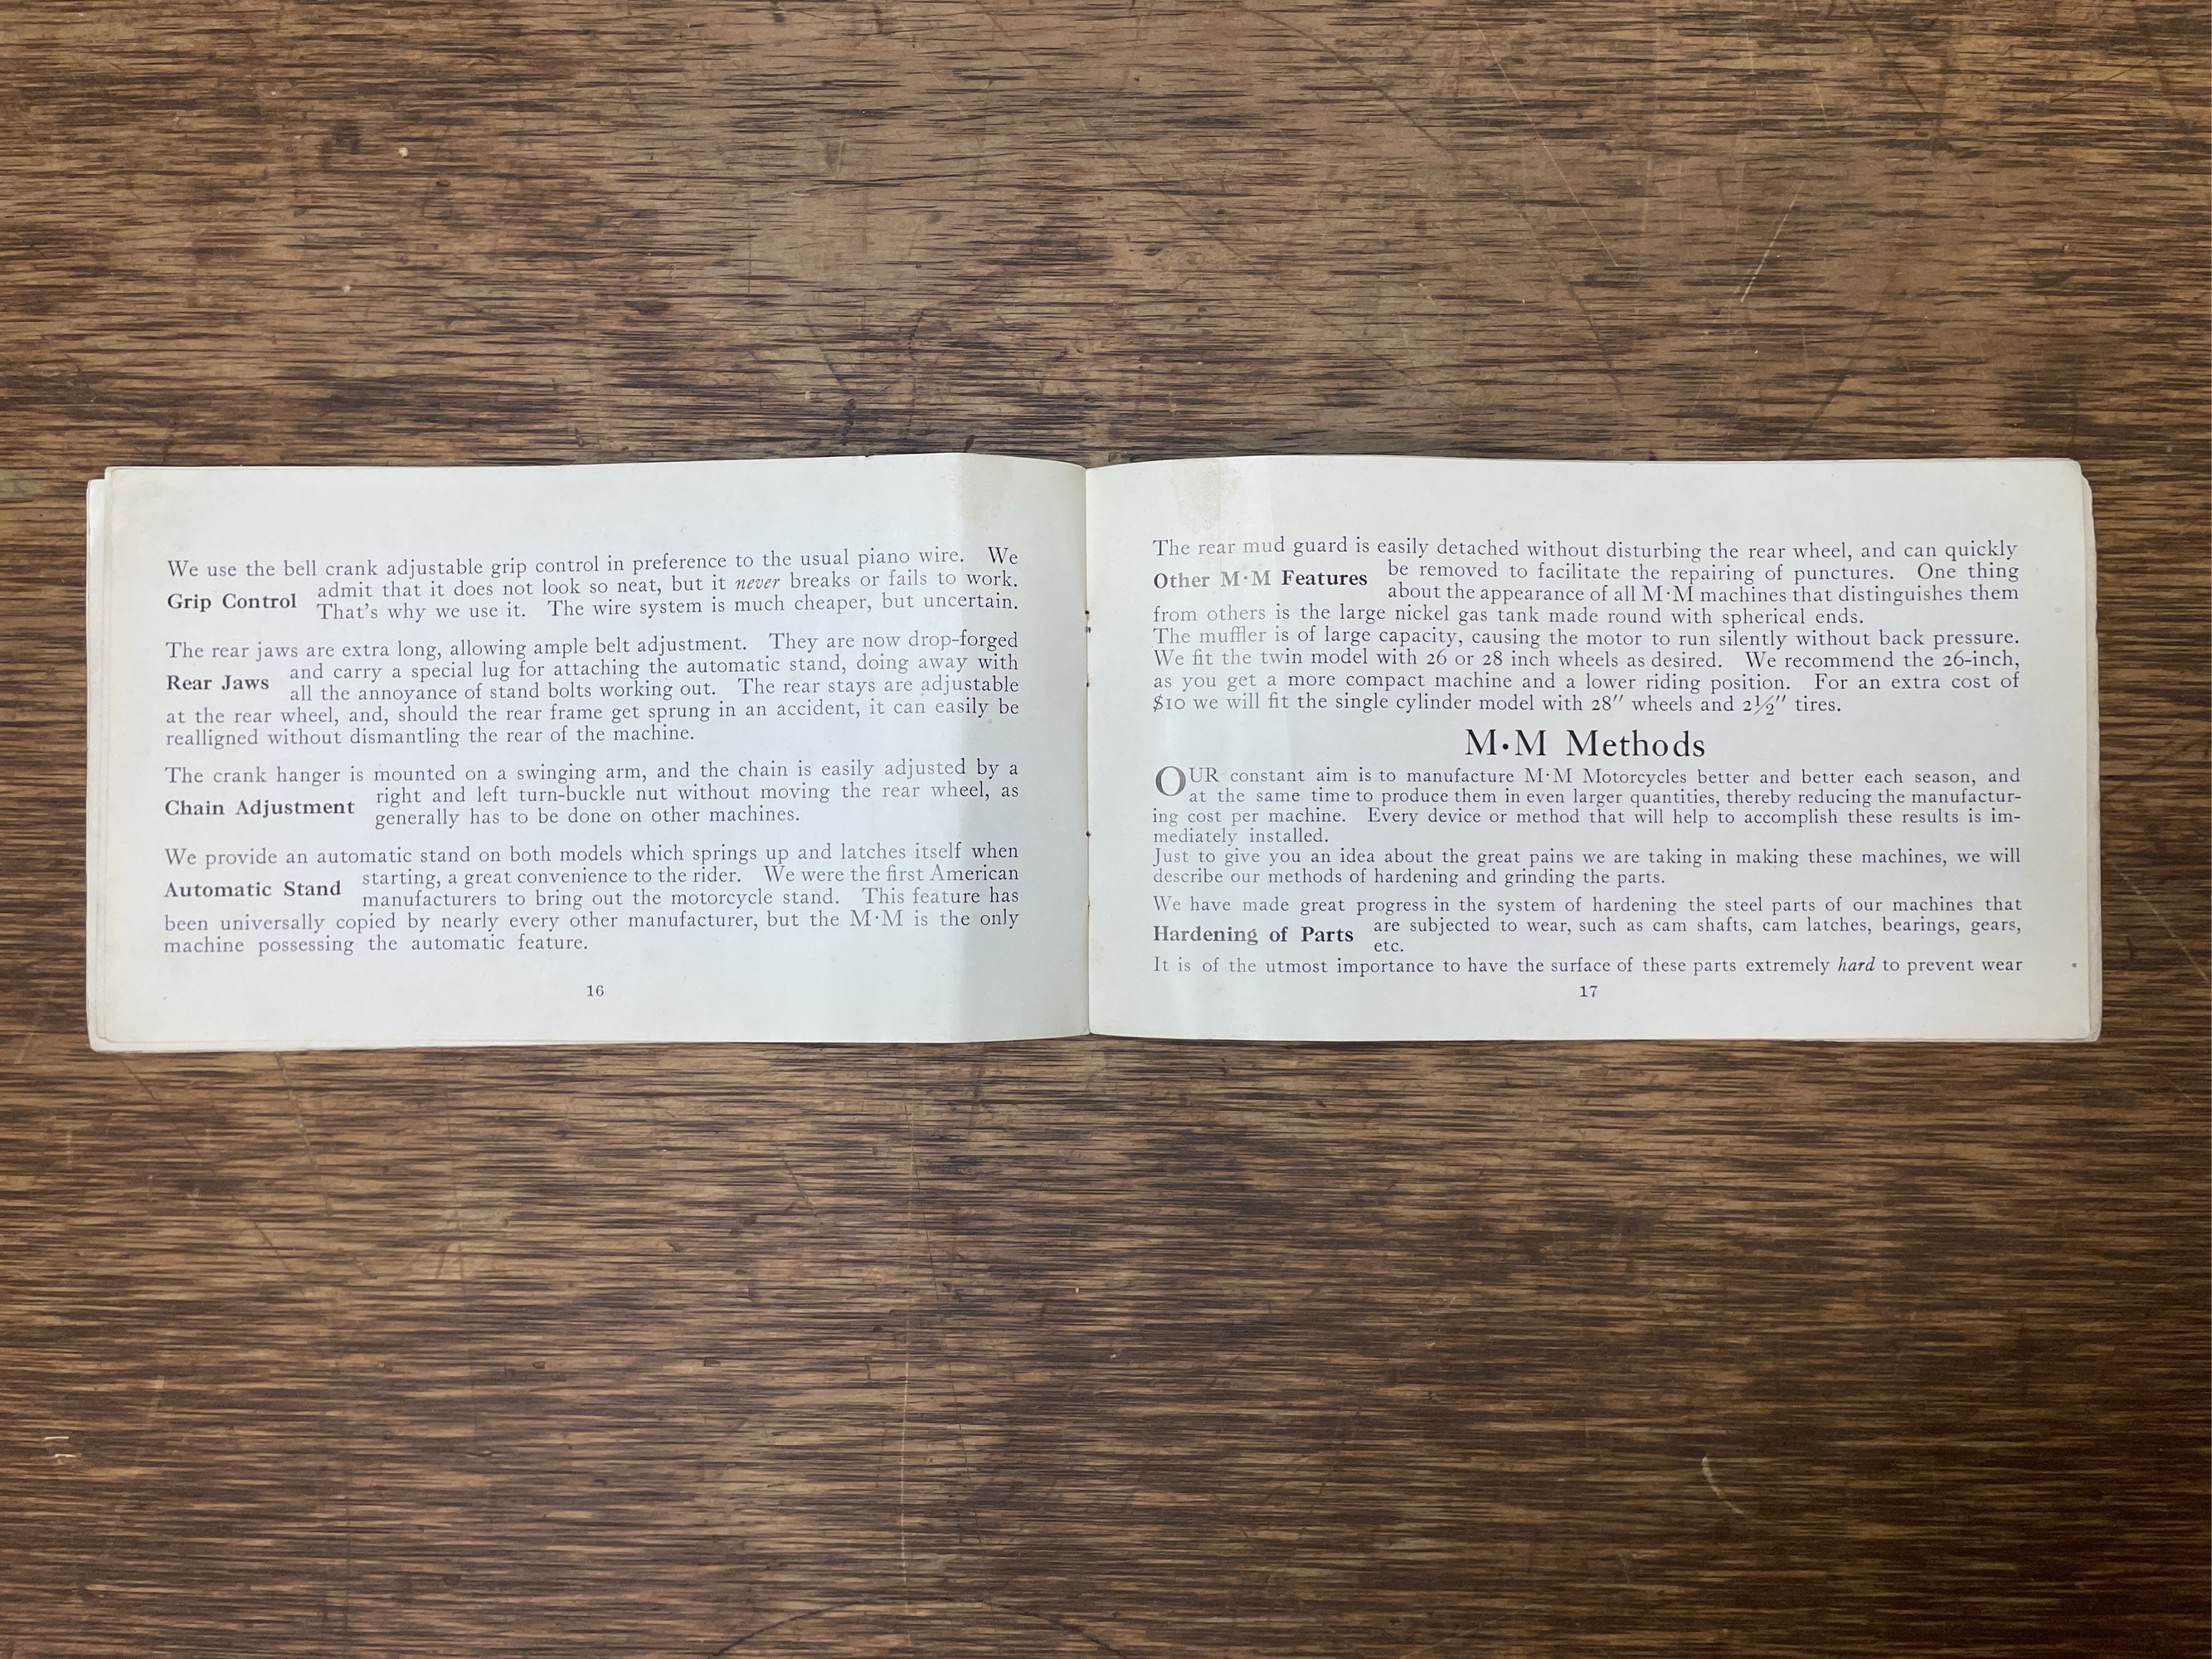 We use the bell crank adjustable grip control in preference to the usual piano wire. We
admit that it does not look so neat, but it never breaks or fails to work.
Grip Control
That's why we use it. The wire system is much cheaper, but uncertain.
The rear jaws are extra long, allowing ample belt adjustment. They are now drop-forged
and carry a special lug for attaching the automatic stand, doing away with
Rear Jaws
all the annoyance of stand bolts working out. The rear stays are adjustable
at the rear wheel, and, should the rear frame get sprung in an accident, it can easily be
realligned without dismantling the rear of the machine.
The crank hanger is mounted on a swinging arm, and the chain is easily adjusted by a
right and left turn-buckle nut without moving the rear wheel, as
Chain Adjustment
generally has to be done on other machines.
We provide an automatic stand on both models which springs up and latches itself when
starting, a great convenience to the rider. We were the first American
Automatic Stand
manufacturers to bring out the motorcycle stand. This feature has
been universally copied by nearly every other manufacturer, but the M·M is the only
machine possessing the automatic feature.
16
The rear mud guard is easily detached without disturbing the rear wheel, and can quickly
be removed to facilitate the repairing of punctures. One thing
Other M·M Features
about the appearance of all M·M machines that distinguishes them
from others is the large nickel gas tank made round with spherical ends.
The muffler is of large capacity, causing the motor to run silently without back pressure.
We fit the twin model with 26 or 28 inch wheels as desired. We recommend the 26-inch,
as you get a more compact machine and a lower riding position. For an extra cost of
$10 we will fit the single cylinder model with 28″ wheels and 2½″ tires.
M·M Methods
OUR constant aim is to manufacture M·M Motorcycles better and better each season, and
at the same time to produce them in even larger quantities, thereby reducing the manufactur-
ing cost per machine. Every device or method that will help to accomplish these results is im-
mediately installed.
Just to give you an idea about the great pains we are taking in making these machines, we will
describe our methods of hardening and grinding the parts.
We have made great progress in the system of hardening the steel parts of our machines that
are subjected to wear, such as cam shafts, cam latches, bearings, gears,
Hardening of Parts
etc.
It is of the utmost importance to have the surface of these parts extremely hard to prevent wear
17